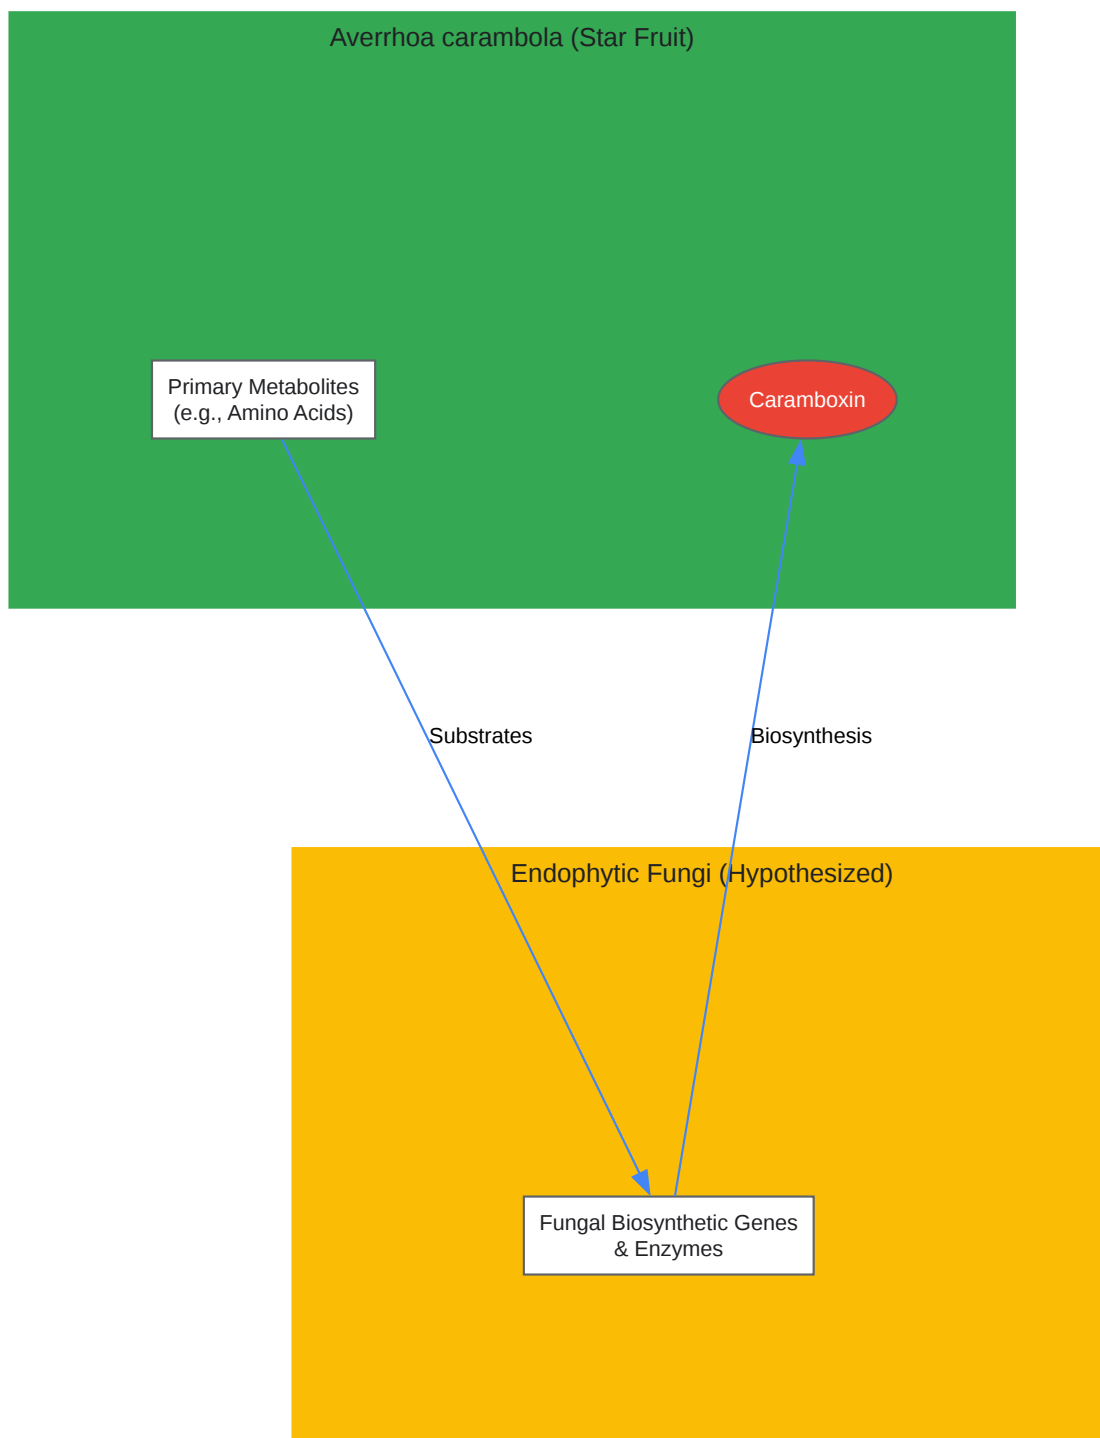 Averrhoa carambola (Star Fruit)
Primary Metabolites
(e.g., Amino Acids)
Caramboxin
Substrates
Biosynthesis
Endophytic Fungi (Hypothesized)
Fungal Biosynthetic Genes
& Enzymes